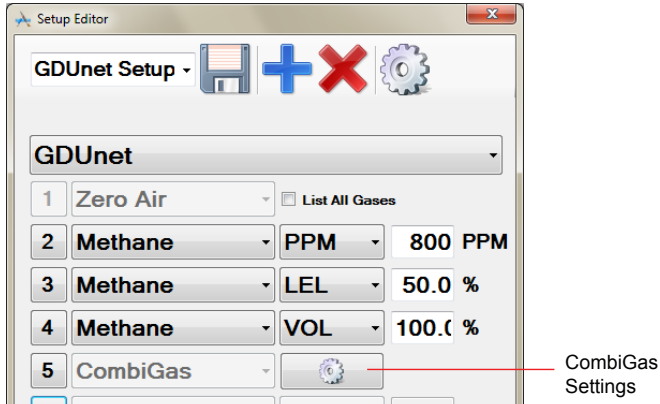 Setup Editor
x
GDUnet Setup
GDUnet
1 Zero Air List All Gases
2 Methane PPM 800 PPM
3 Methane LEL 50.0 %
4 Methane VOL 100.( %
5 CombiGas
CombiGas
Settings